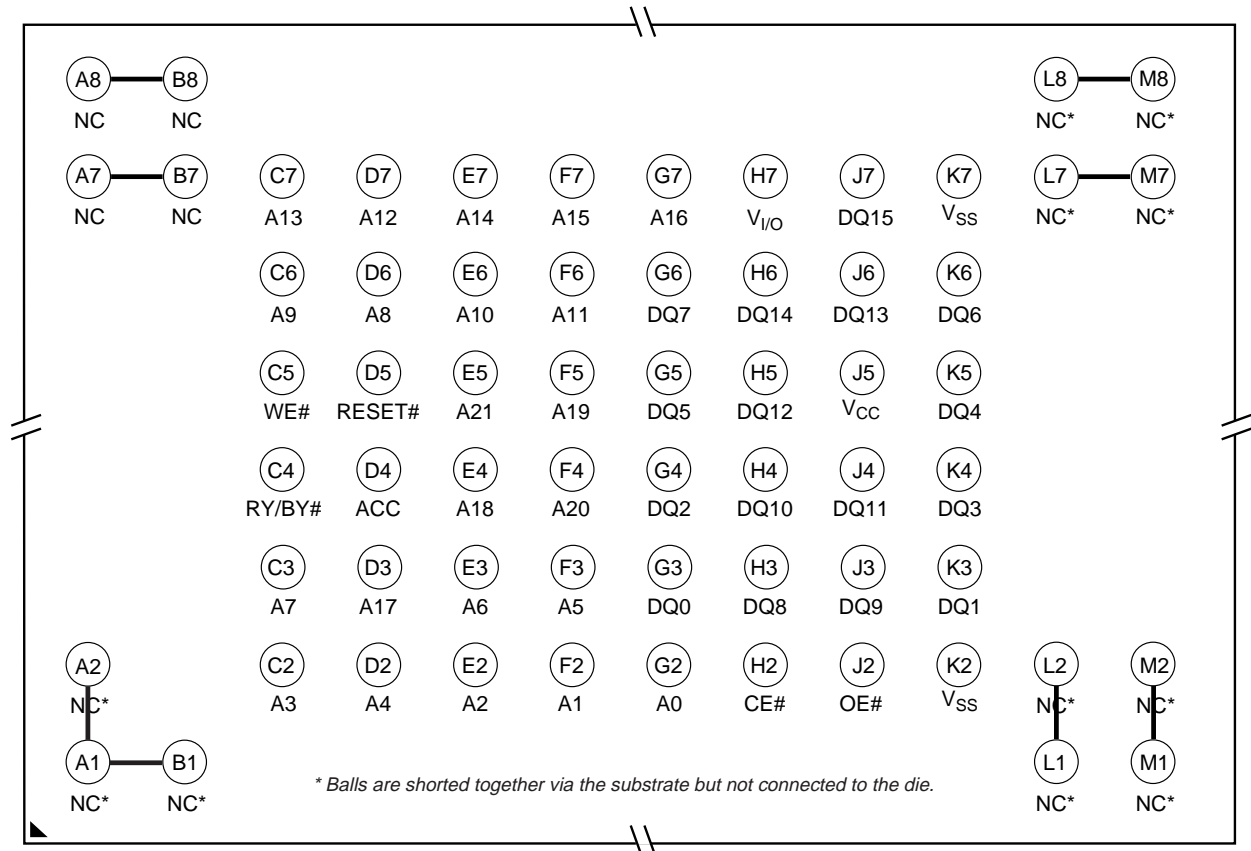 A8 B8 L8 M8
NC NC NC* NC*
A7 B7 C7 D7 E7 F7 G7 H7 J7 K7 L7 M7
NC NC A13 A12 A14 A15 A16 VI/O DQ15 VSS NC* NC*
C6 D6 E6 F6 G6 H6 J6 K6
A9 A8 A10 A11 DQ7 DQ14 DQ13 DQ6
C5 D5 E5 F5 G5 H5 J5 K5
WE# RESET# A21 A19 DQ5 DQ12 VCC DQ4
C4 D4 E4 F4 G4 H4 J4 K4
RY/BY# ACC A18 A20 DQ2 DQ10 DQ11 DQ3
C3 D3 E3 F3 G3 H3 J3 K3
A7 A17 A6 A5 DQ0 DQ8 DQ9 DQ1
A2 C2 D2 E2 F2 G2 H2 J2 K2 L2 M2
NC* A3 A4 A2 A1 A0 CE# OE# VSS NC* NC*
A1 B1 L1 M1
NC* NC* NC* NC*
* Balls are shorted together via the substrate but not connected to the die.